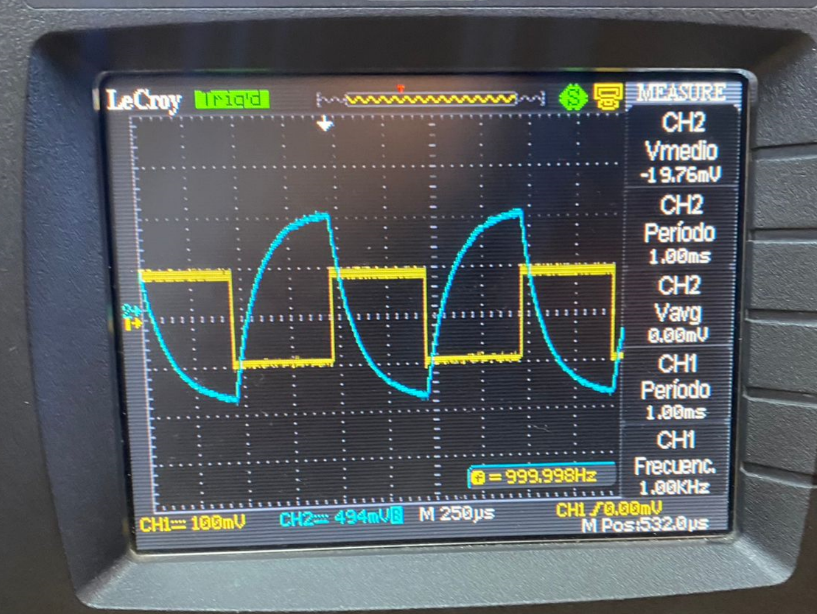 LeCroy Trig'd T S MEASURE
CH2
Vmedio
-19.76mV
CH2
Período
1.00ms
CH2
Vavg
0.00mV
CH1
Período
1.00ms
CH1
Frecuenc.
1.00KHz
2
1
f = 999.998Hz
CH1 100mV CH2 494mV M 250µs CH1 0.00mV
M Pos:532.0µs